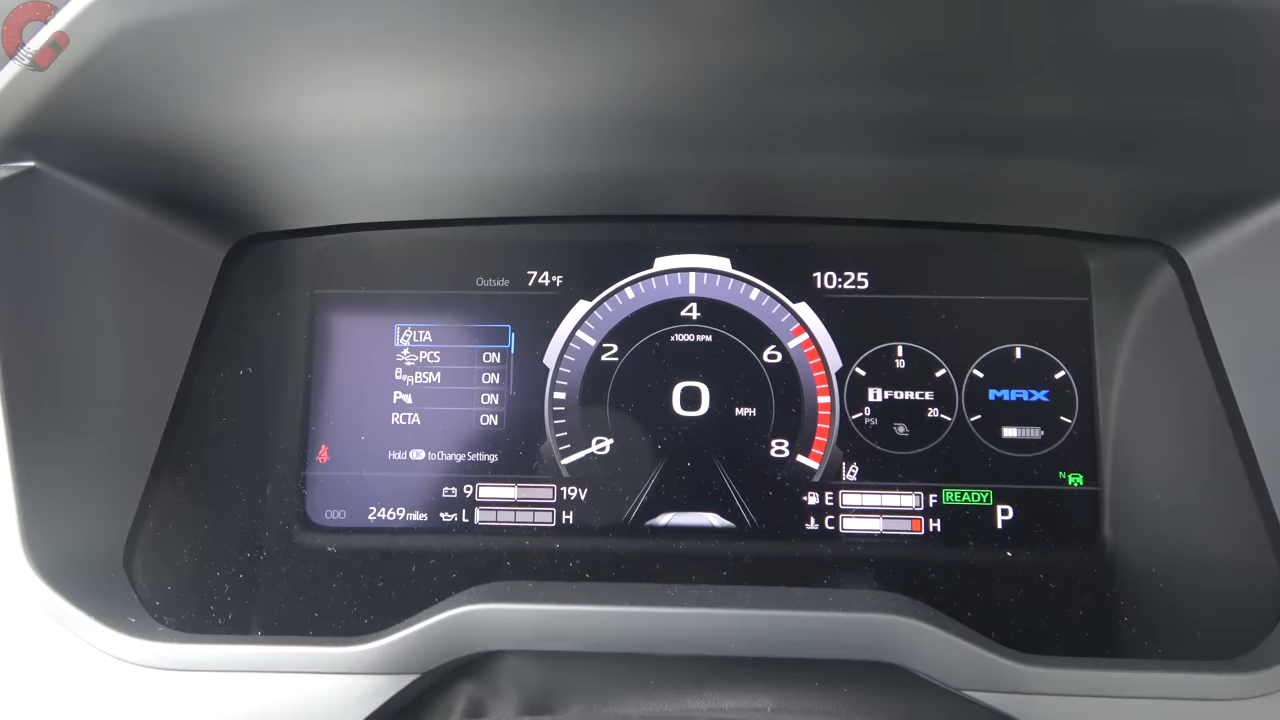 Outside 74°F
10:25
LTA
PCS ON
BSM ON
P
RCTA ON
ON
Hold OK to Change Settings
9 19V
ODO 2469 miles
L H
0 2 4 6 8
x1000 RPM
0 MPH
10
iFORCE
0 20
PSI
MAX
N
E F
READY
C H
P